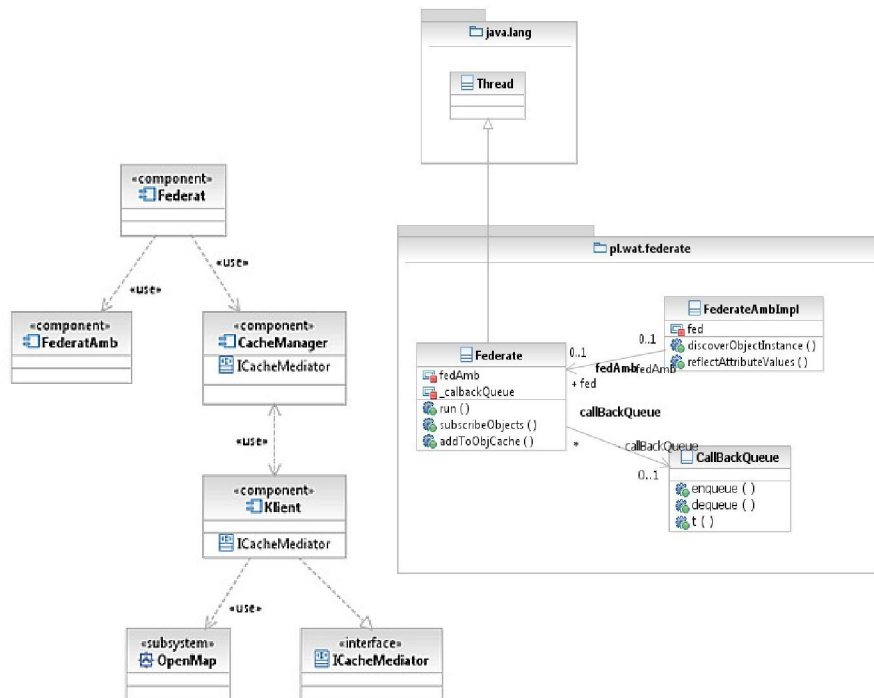 «component»
Federat
«use»
«use»
«component»
FederatAmb
«component»
CacheManager
ICacheMediator
«use»
«component»
Klient
ICacheMediator
«use»
«subsystem»
OpenMap
«interface»
ICacheMediator
java.lang
Thread
pl.wat.federate
FederateAmbImpl
fed
discoverObjectInstance ( )
reflectAttributeValues ( )
0..1
0..1
fedAmb
- fedAmb
+ fed
Federate
fedAmb
_calbackQueue
run ( )
subscribeObjects ( )
addToObjCache ( )
callBackQueue
*
- callBackQueue
0..1
CallBackQueue
enqueue ( )
dequeue ( )
t ( )